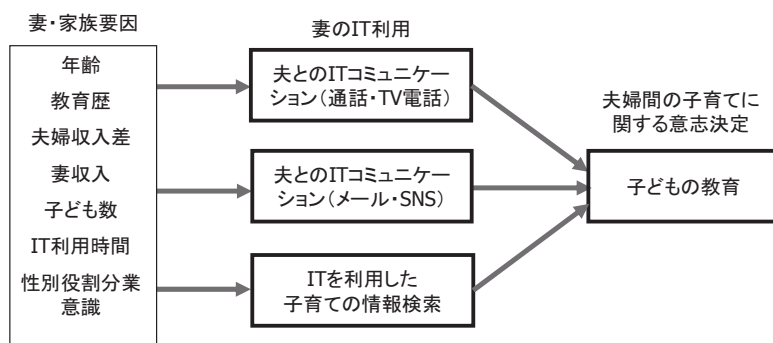 妻・家族要因
年齢
教育歴
夫婦収入差
妻収入
子ども数
IT利用時間
性別役割分業
意識
妻のIT利用
夫とのITコミュニケー
ション（通話・TV電話）
夫とのITコミュニケー
ション（メール・SNS）
ITを利用した
子育ての情報検索
夫婦間の子育てに
関する意志決定
子どもの教育